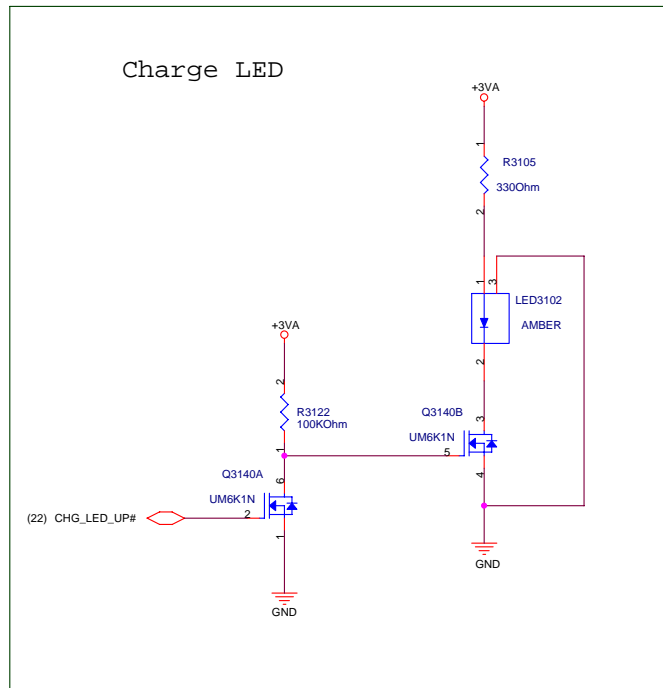 Charge LED
+3VA
1
R3105
330Ohm
2
1
3
LED3102
AMBER
2
+3VA
2
R3122
100KOhm
1
Q3140B
UM6K1N
3
5
4
Q3140A
UM6K1N
6
(22) CHG_LED_UP#
2
1
GND
GND